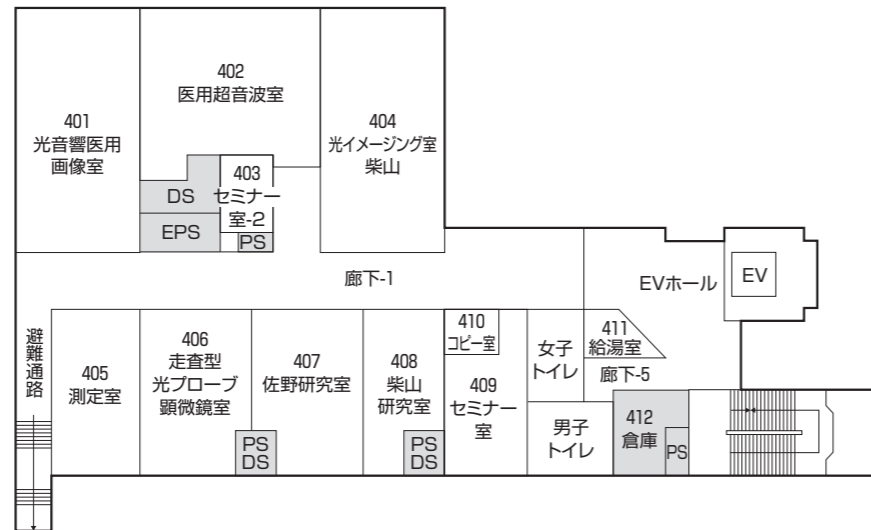 401
光音響医用
画像室
402
医用超音波室
404
光イメージング室
柴山
DS
403
セミナー
室-2
EPS
PS
廊下-1
EVホール
EV
避難通路
405
測定室
406
走査型
光プローブ
顕微鏡室
407
佐野研究室
408
柴山
研究室
410
コピー室
409
セミナー
室
女子
トイレ
411
給湯室
廊下-5
男子
トイレ
412
倉庫
PS
PS
DS
PS
DS